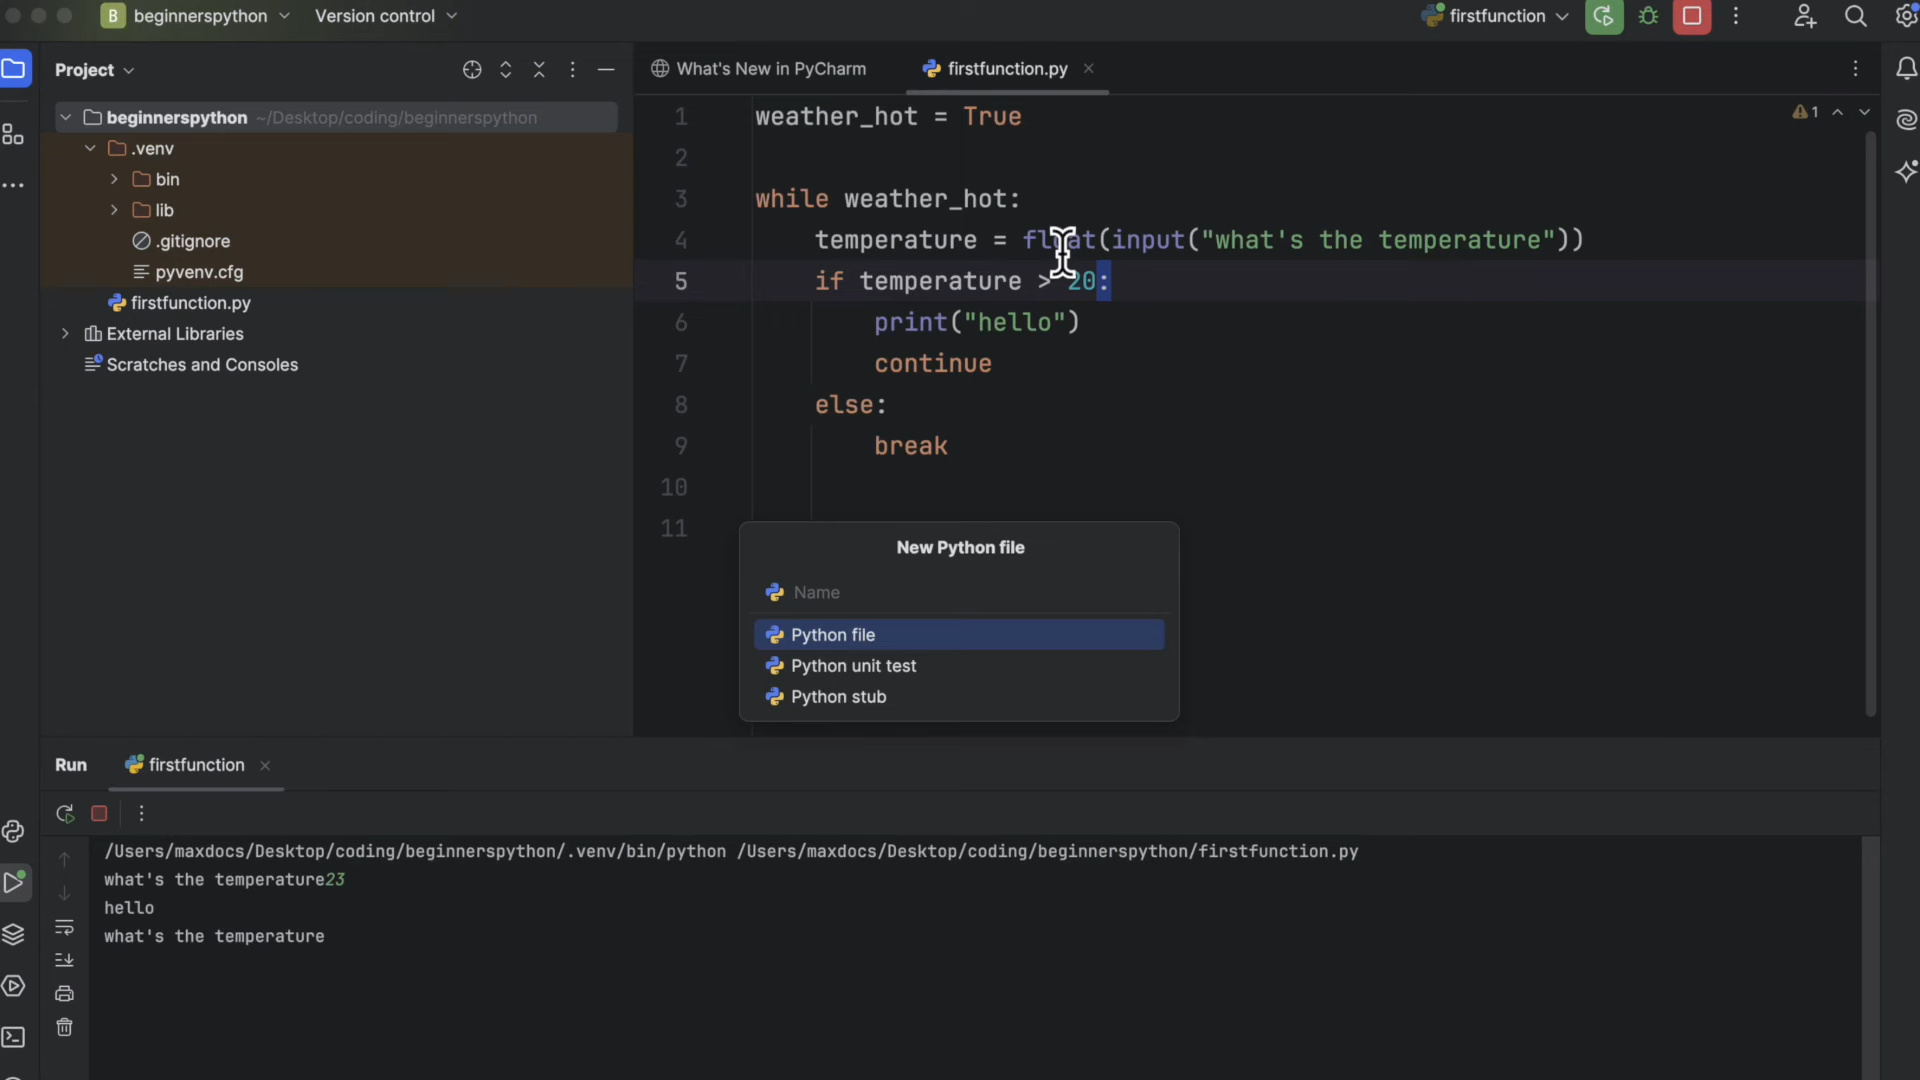 B beginnerspython Version control firstfunction
Project
What's New in PyCharm firstfunction.py
beginnerspython ~/Desktop/coding/beginnerspython
.venv
bin
lib
.gitignore
pyvenv.cfg
firstfunction.py
External Libraries
Scratches and Consoles
1 weather_hot = True
2
3 while weather_hot:
4 temperature = float(input("what's the temperature"))
5 if temperature > 20:
6 print("hello")
7 continue
8 else:
9 break
10
11
1
New Python file
Name
Python file
Python unit test
Python stub
Run firstfunction
/Users/maxdocs/Desktop/coding/beginnerspython/.venv/bin/python /Users/maxdocs/Desktop/coding/beginnerspython/firstfunction.py
what's the temperature23
hello
what's the temperature